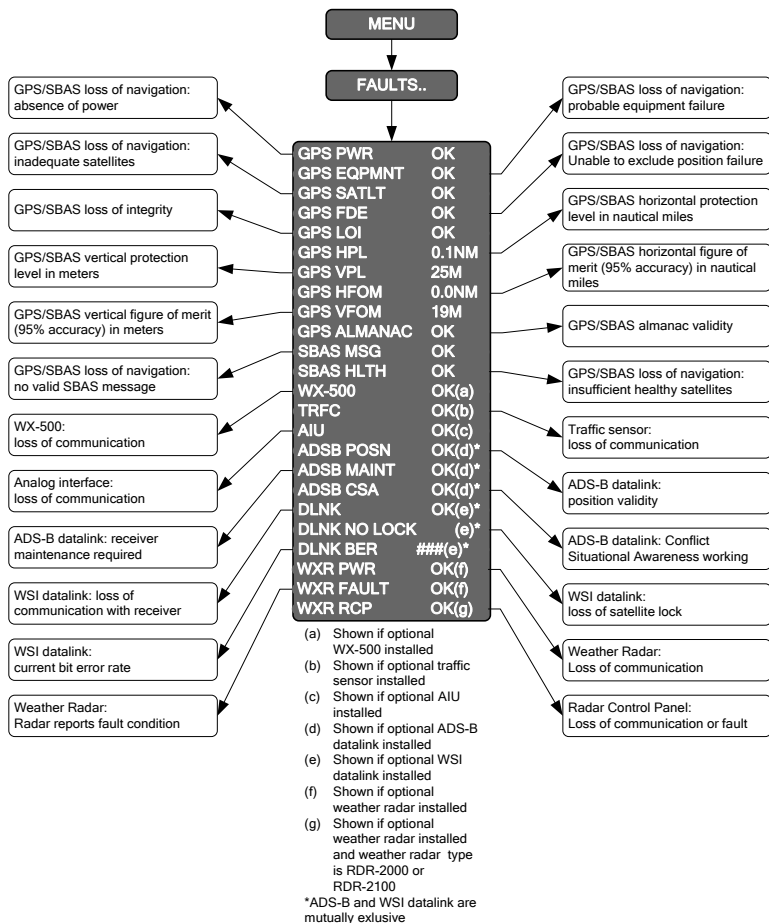 MENU
FAULTS..
GPS/SBAS loss of navigation:
absence of power
GPS/SBAS loss of navigation:
inadequate satellites
GPS/SBAS loss of integrity
GPS/SBAS vertical protection
level in meters
GPS/SBAS vertical figure of merit
(95% accuracy) in meters
GPS/SBAS loss of navigation:
no valid SBAS message
WX-500:
loss of communication
Analog interface:
loss of communication
ADS-B datalink: receiver
maintenance required
WSI datalink: loss of
communication with receiver
WSI datalink:
current bit error rate
Weather Radar:
Radar reports fault condition
GPS PWR OK
GPS EQPMNT OK
GPS SATLT OK
GPS FDE OK
GPS LOI OK
GPS HPL 0.1NM
GPS VPL 25M
GPS HFOM 0.0NM
GPS VFOM 19M
GPS ALMANAC OK
SBAS MSG OK
SBAS HLTH OK
WX-500 OK(a)
TRFC OK(b)
AIU OK(c)
ADSB POSN OK(d)*
ADSB MAINT OK(d)*
ADSB CSA OK(d)*
DLNK OK(e)*
DLNK NO LOCK (e)*
DLNK BER ###(e)*
WXR PWR OK(f)
WXR FAULT OK(f)
WXR RCP OK(g)
GPS/SBAS loss of navigation:
probable equipment failure
GPS/SBAS loss of navigation:
Unable to exclude position failure
GPS/SBAS horizontal protection
level in nautical miles
GPS/SBAS horizontal figure of
merit (95% accuracy) in nautical
miles
GPS/SBAS almanac validity
GPS/SBAS loss of navigation:
insufficient healthy satellites
Traffic sensor:
loss of communication
ADS-B datalink:
position validity
ADS-B datalink: Conflict
Situational Awareness working
WSI datalink:
loss of satellite lock
Weather Radar:
Loss of communication
Radar Control Panel:
Loss of communication or fault
(a) Shown if optional
WX-500 installed
(b) Shown if optional traffic
sensor installed
(c) Shown if optional AIU
installed
(d) Shown if optional ADS-B
datalink installed
(e) Shown if optional WSI
datalink installed
(f) Shown if optional
weather radar installed
(g) Shown if optional
weather radar installed
and weather radar type
is RDR-2000 or
RDR-2100
*ADS-B and WSI datalink are
mutually exlusive